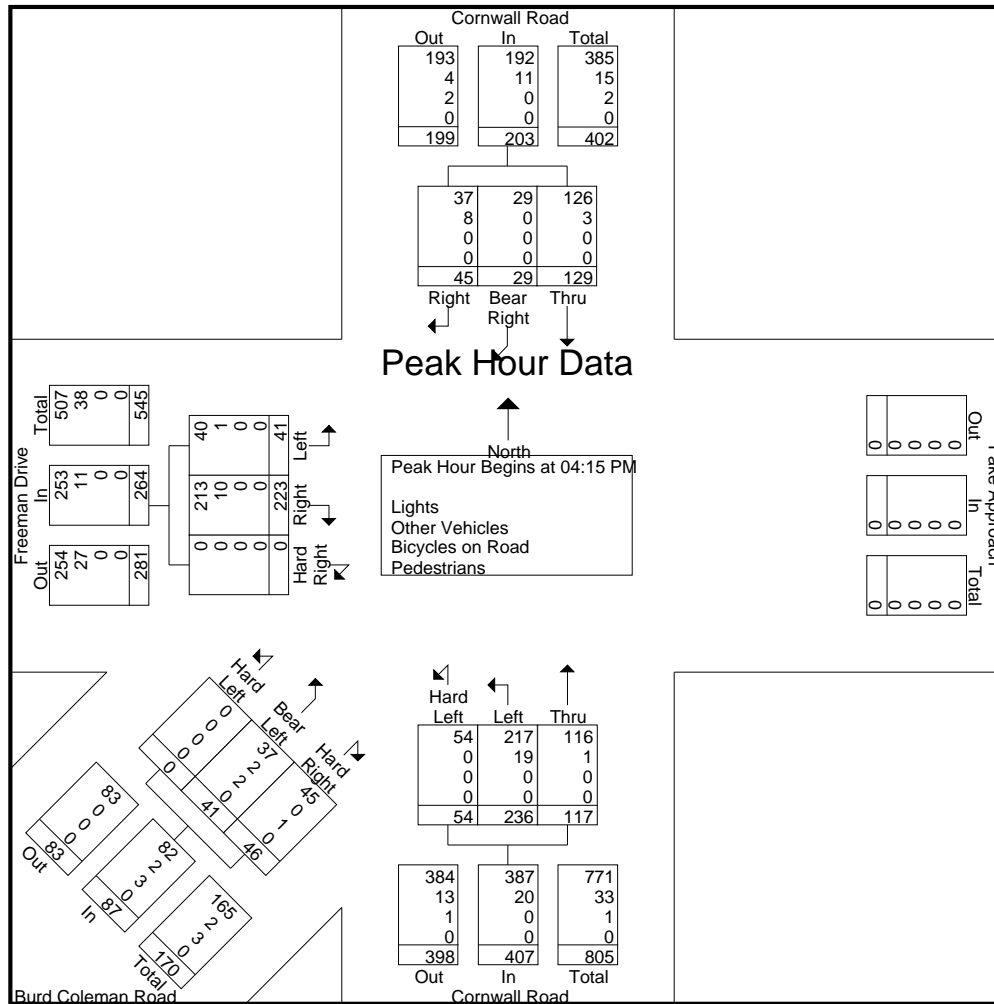 Cornwall Road
Out In Total
193 192 385
4 11 15
2 0 2
0 0 0
199 203 402
37 29 126
8 0 3
0 0 0
0 0 0
45 29 129
Right Bear Right Thru
Peak Hour Data
North
Peak Hour Begins at 04:15 PM
Lights
Other Vehicles
Bicycles on Road
Pedestrians
Freeman Drive
Total
507 38 0 0 545
In
253 11 0 0 264
Out
254 27 0 0 281
40 1 0 0 41
Left
213 10 0 0 223
Right
0 0 0 0 0
Hard Right
Out
0 0 0 0 0
In
0 0 0 0 0
Total
0 0 0 0 0
Approach
Hard Left
0 0 0 0 0
Bear Left
37 2 2 0 41
Hard Right
45 0 1 0 46
83 0 0 0 83
Out
82 2 3 0 87
In
165 2 3 0 170
Total
Burd Coleman Road
Hard Left Left Thru
54 217 116
0 19 1
0 0 0
0 0 0
54 236 117
384 387 771
13 20 33
1 0 1
0 0 0
398 407 805
Out In Total
Cornwall Road